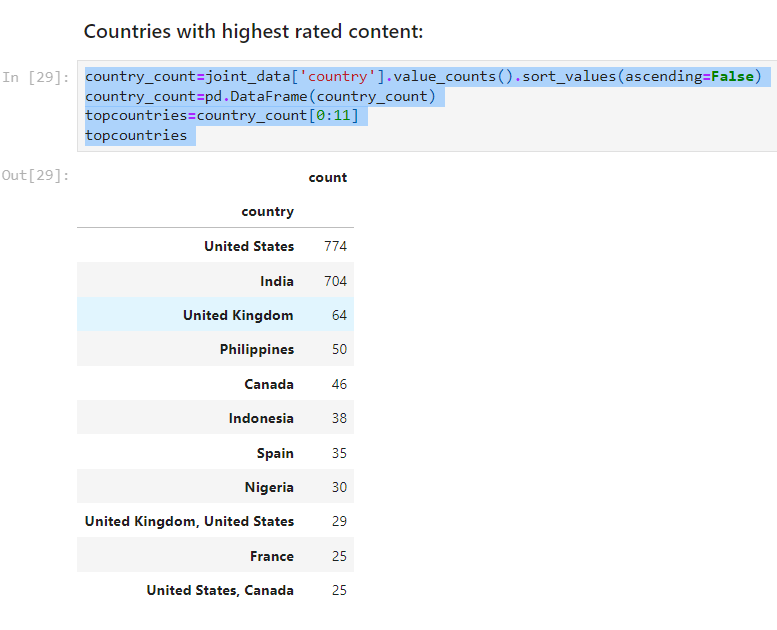 Countries with highest rated content:
In [29]:
country_count=joint_data['country'].value_counts().sort_values(ascending=False)
country_count=pd.DataFrame(country_count)
topcountries=country_count[0:11]
topcountries
Out[29]:
count
country
United States 774
India 704
United Kingdom 64
Philippines 50
Canada 46
Indonesia 38
Spain 35
Nigeria 30
United Kingdom, United States 29
France 25
United States, Canada 25